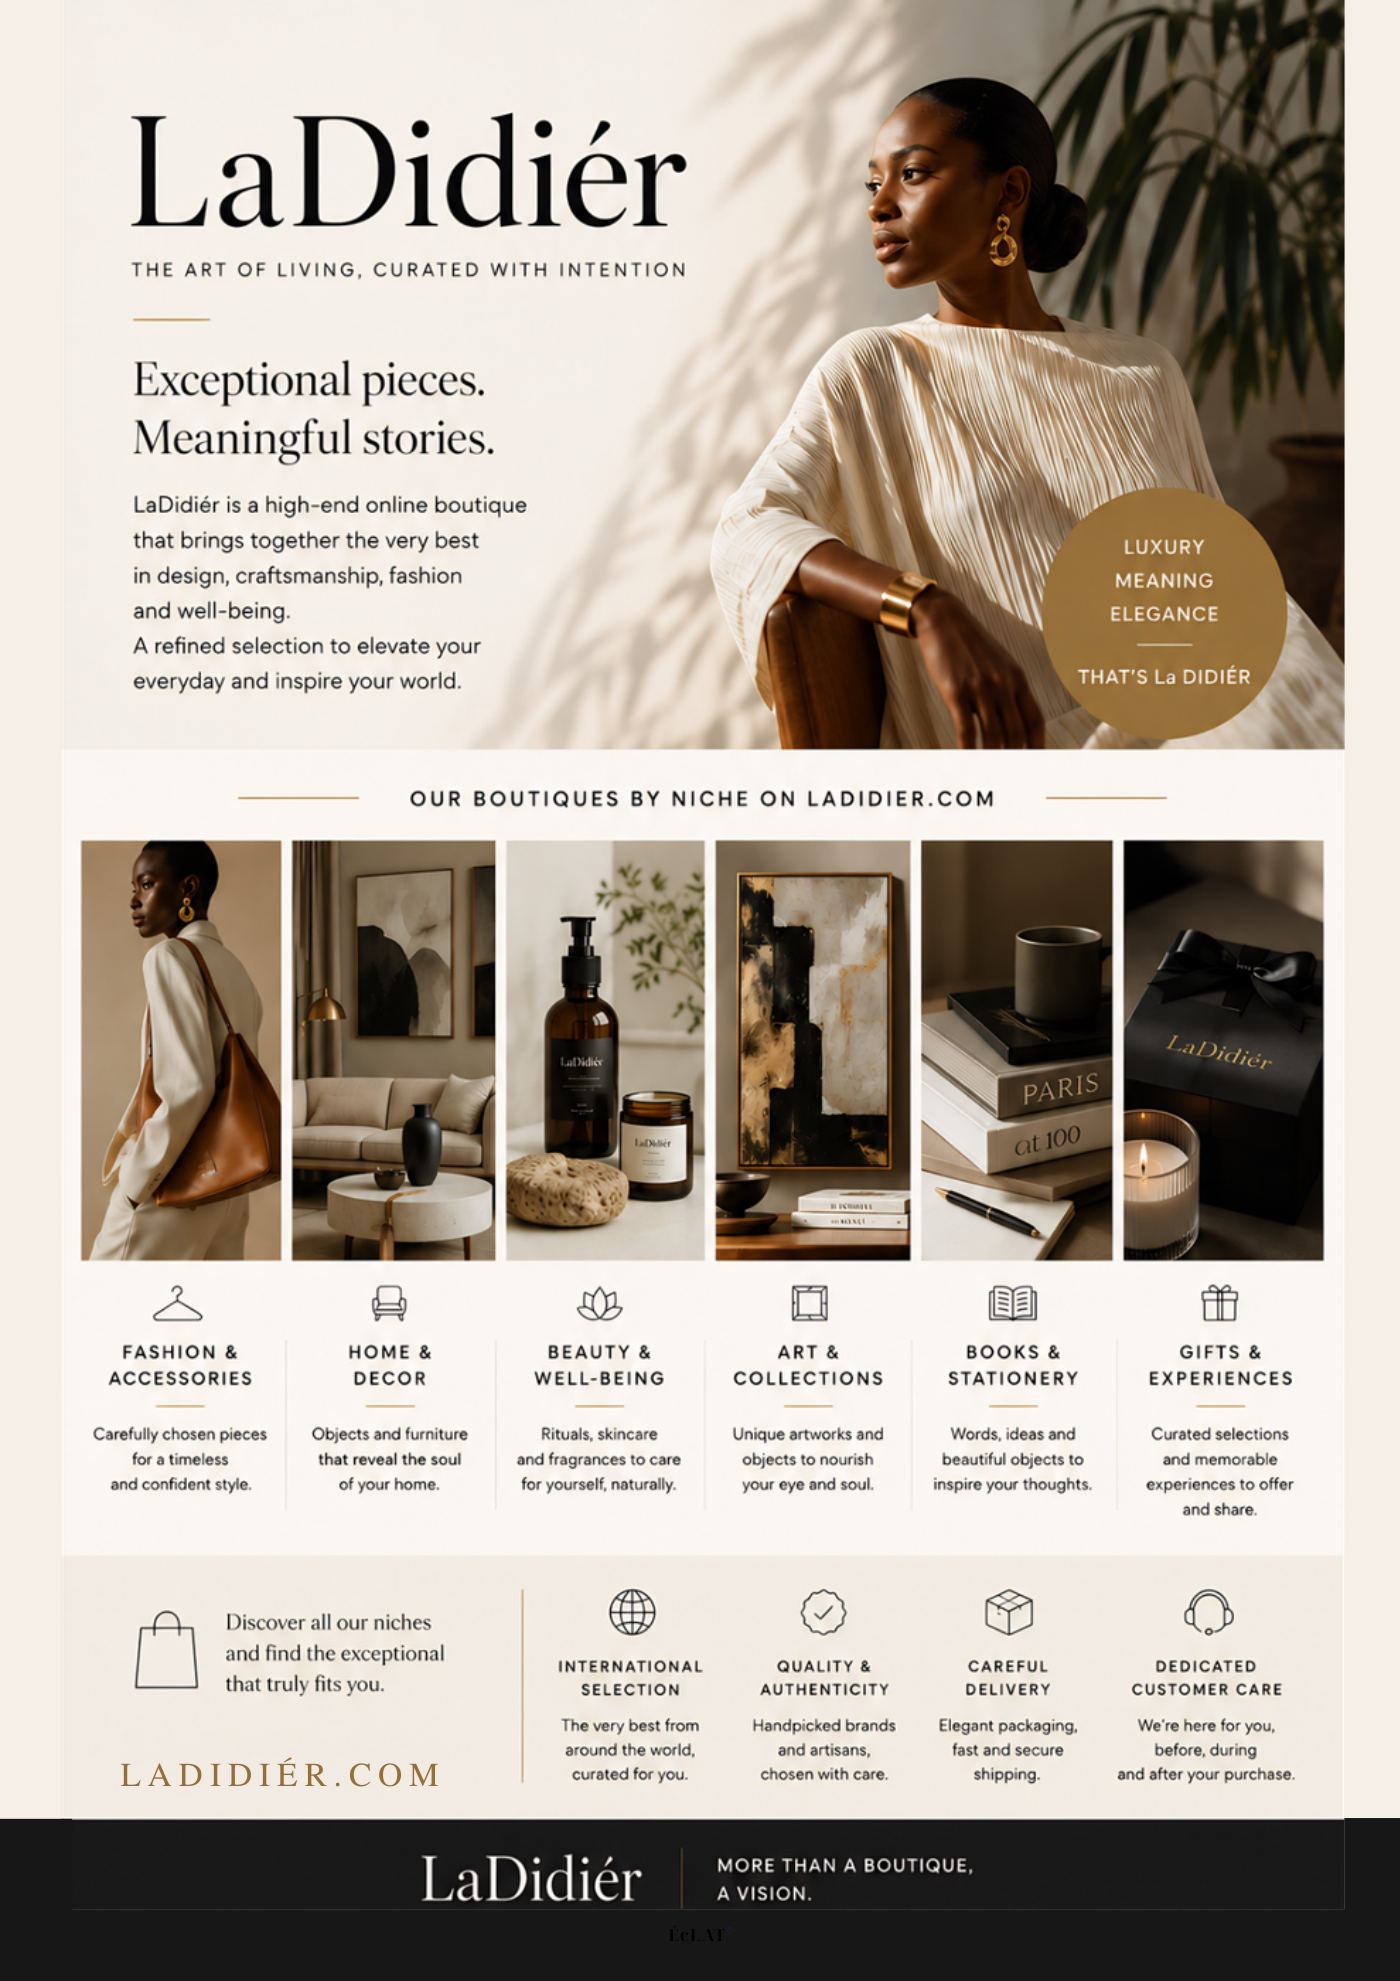 LaDidiér
THE ART OF LIVING, CURATED WITH INTENTION
Exceptional pieces.
Meaningful stories.
LaDidiér is a high-end online boutique
that brings together the very best
in design, craftsmanship, fashion
and well-being.
A refined selection to elevate your
everyday and inspire your world.
LUXURY
MEANING
ELEGANCE
THAT'S La DIDIÉR
OUR BOUTIQUES BY NICHE ON LADIDIER.COM
LaDidiér
LaDidiér
PARIS
at 100
LaDidiér
FASHION &
ACCESSORIES
Carefully chosen pieces
for a timeless
and confident style.
HOME &
DECOR
Objects and furniture
that reveal the soul
of your home.
BEAUTY &
WELL-BEING
Rituals, skincare
and fragrances to care
for yourself, naturally.
ART &
COLLECTIONS
Unique artworks and
objects to nourish
your eye and soul.
BOOKS &
STATIONERY
Words, ideas and
beautiful objects to
inspire your thoughts.
GIFTS &
EXPERIENCES
Curated selections
and memorable
experiences to offer
and share.
Discover all our niches
and find the exceptional
that truly fits you.
LADIDIÉR.COM
INTERNATIONAL
SELECTION
The very best from
around the world,
curated for you.
QUALITY &
AUTHENTICITY
Handpicked brands
and artisans,
chosen with care.
CAREFUL
DELIVERY
Elegant packaging,
fast and secure
shipping.
DEDICATED
CUSTOMER CARE
We're here for you,
before, during
and after your purchase.
LaDidiér
MORE THAN A BOUTIQUE,
A VISION.
ÉcLAT